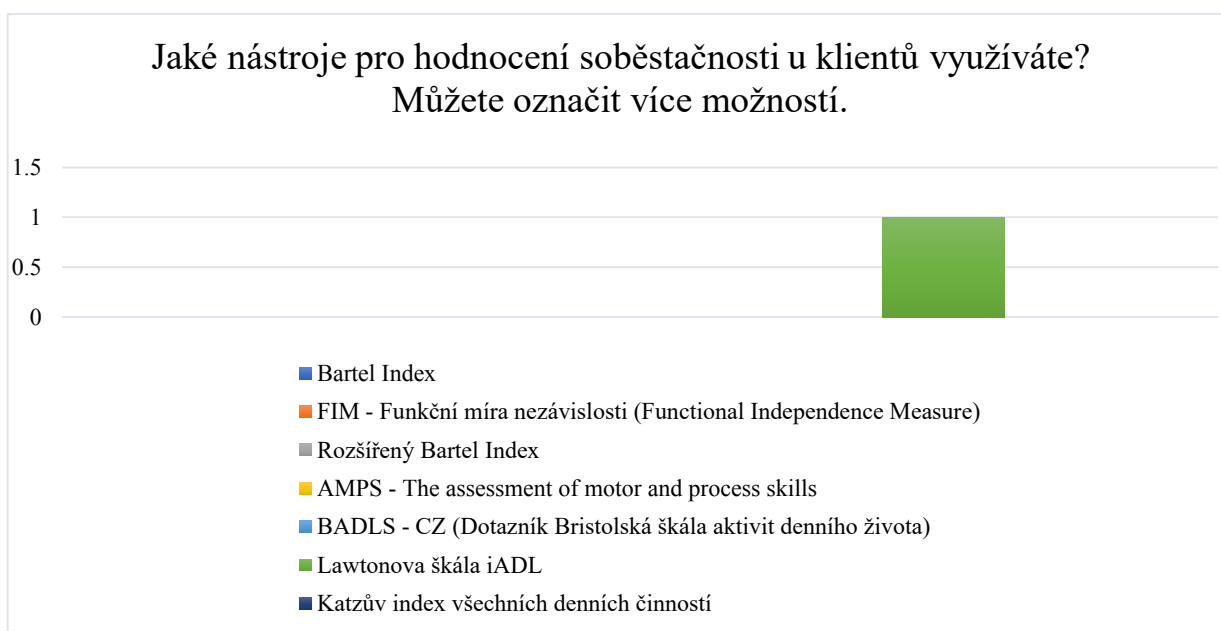 Jaké nástroje pro hodnocení soběstačnosti u klientů využíváte?
Můžete označit více možností.
1.5
1
0.5
0
Bartel Index
FIM - Funkční míra nezávislosti (Functional Independence Measure)
Rozšířený Bartel Index
AMPS - The assessment of motor and process skills
BADLS - CZ (Dotazník Bristolská škála aktivit denního života)
Lawtonova škála iADL
Katzův index všechních denních činností